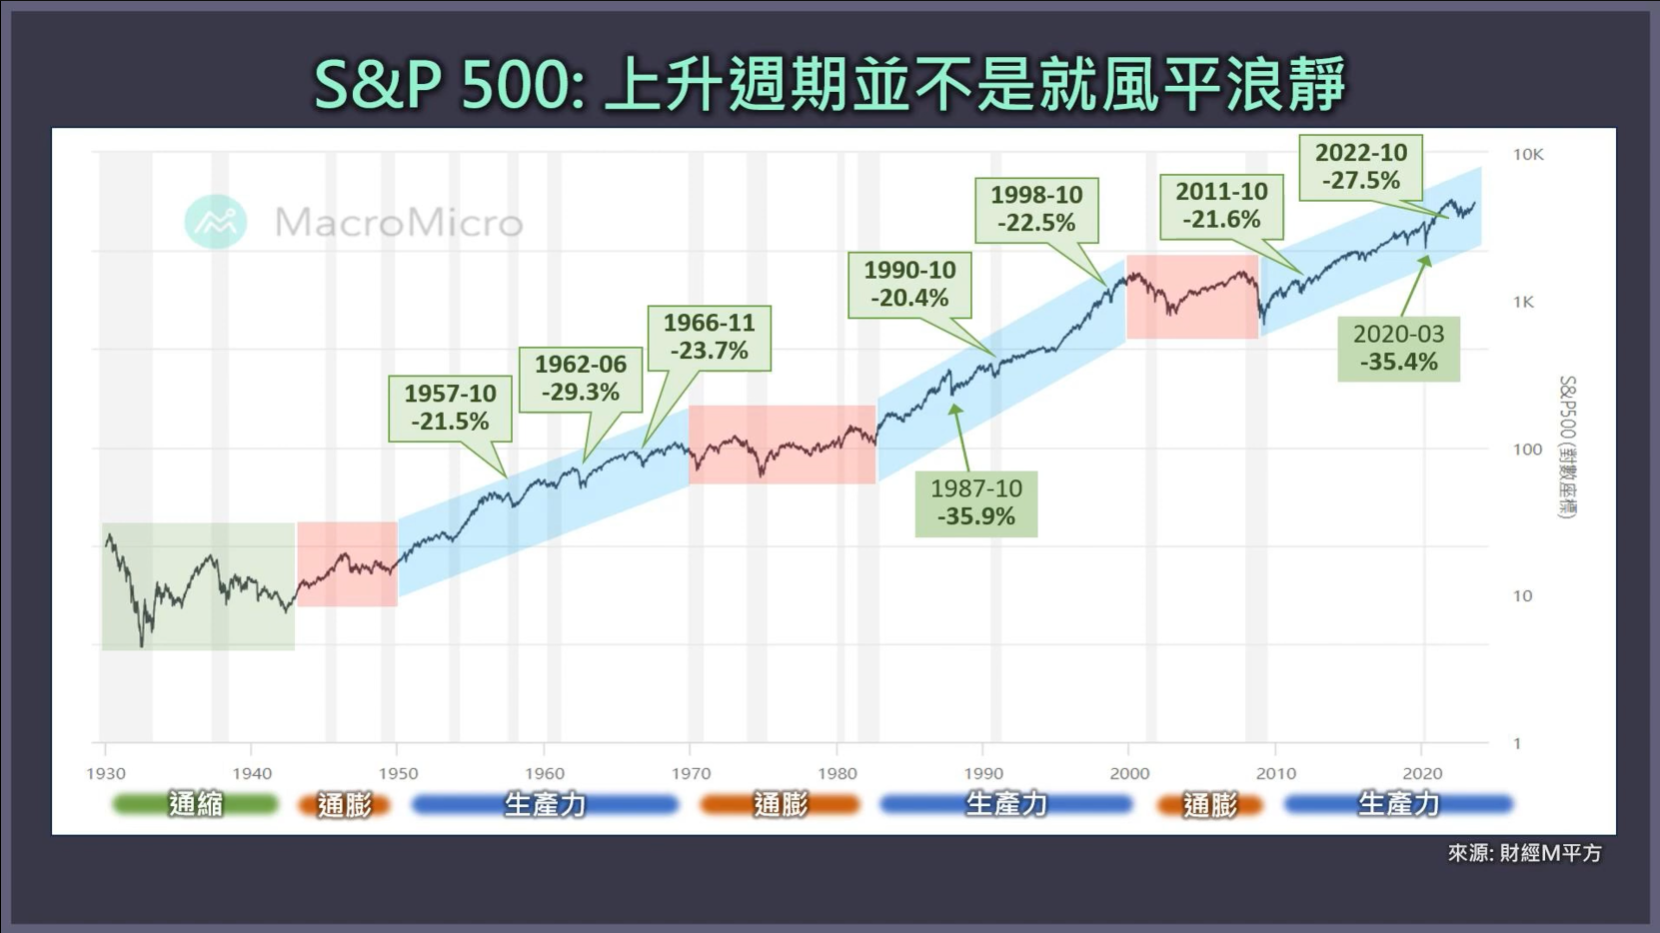 S&P 500: 上升週期並不是就風平浪靜
MacroMicro
1957-10
-21.5%
1962-06
-29.3%
1966-11
-23.7%
1990-10
-20.4%
1998-10
-22.5%
2011-10
-21.6%
2022-10
-27.5%
1987-10
-35.9%
2020-03
-35.4%
10K
1K
100
10
1
S&P500 (對數座標)
1930 1940 1950 1960 1970 1980 1990 2000 2010 2020
通縮 通膨 生產力 通膨 生產力 通膨 生產力
來源: 財經M平方